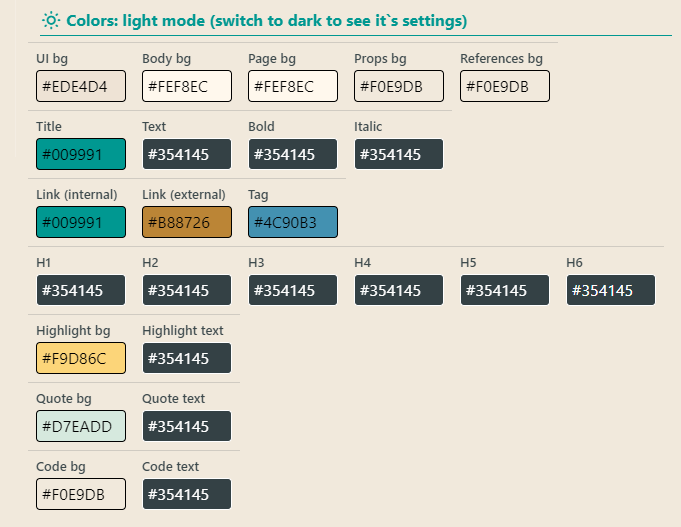 Colors: light mode (switch to dark to see it`s settings)
UI bg Body bg Page bg Props bg References bg
#EDE4D4 #FEF8EC #FEF8EC #F0E9DB #F0E9DB
Title Text Bold Italic
#009991 #354145 #354145 #354145
Link (internal) Link (external) Tag
#009991 #B88726 #4C90B3
H1 H2 H3 H4 H5 H6
#354145 #354145 #354145 #354145 #354145 #354145
Highlight bg Highlight text
#F9D86C #354145
Quote bg Quote text
#D7EADD #354145
Code bg Code text
#F0E9DB #354145